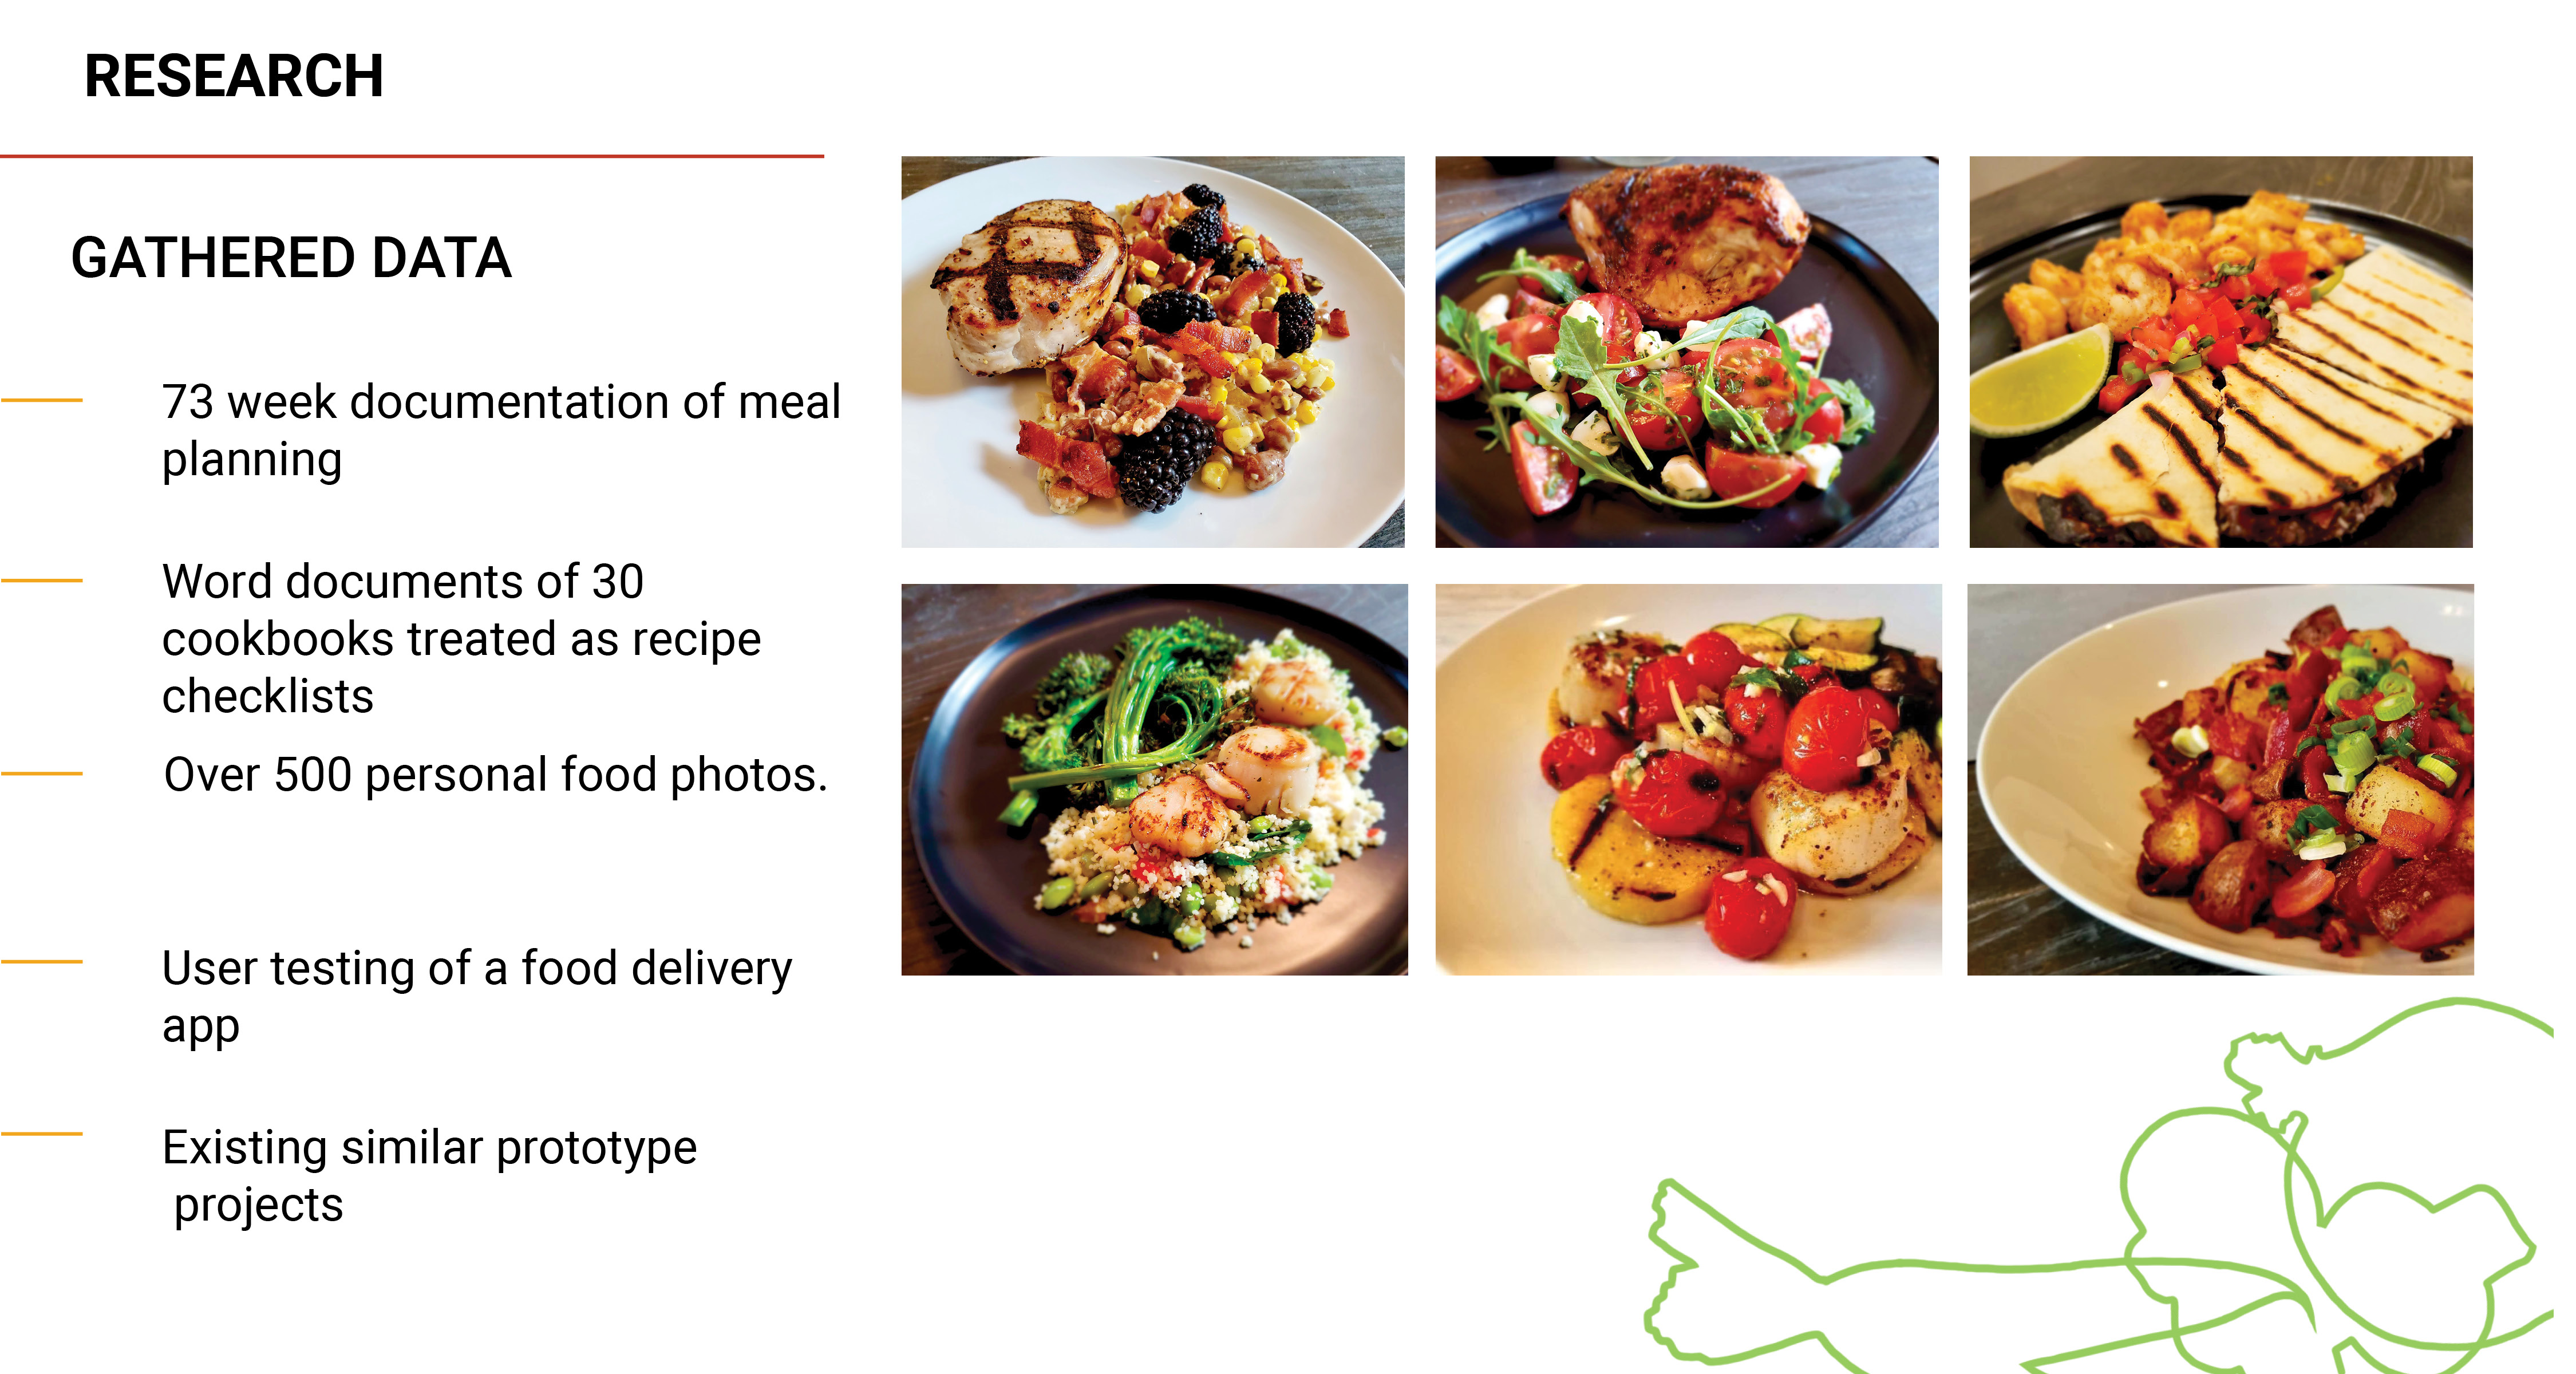 RESEARCH
GATHERED DATA
73 week documentation of meal
planning
Word documents of 30
cookbooks treated as recipe
checklists
Over 500 personal food photos.
User testing of a food delivery
app
Existing similar prototype
projects